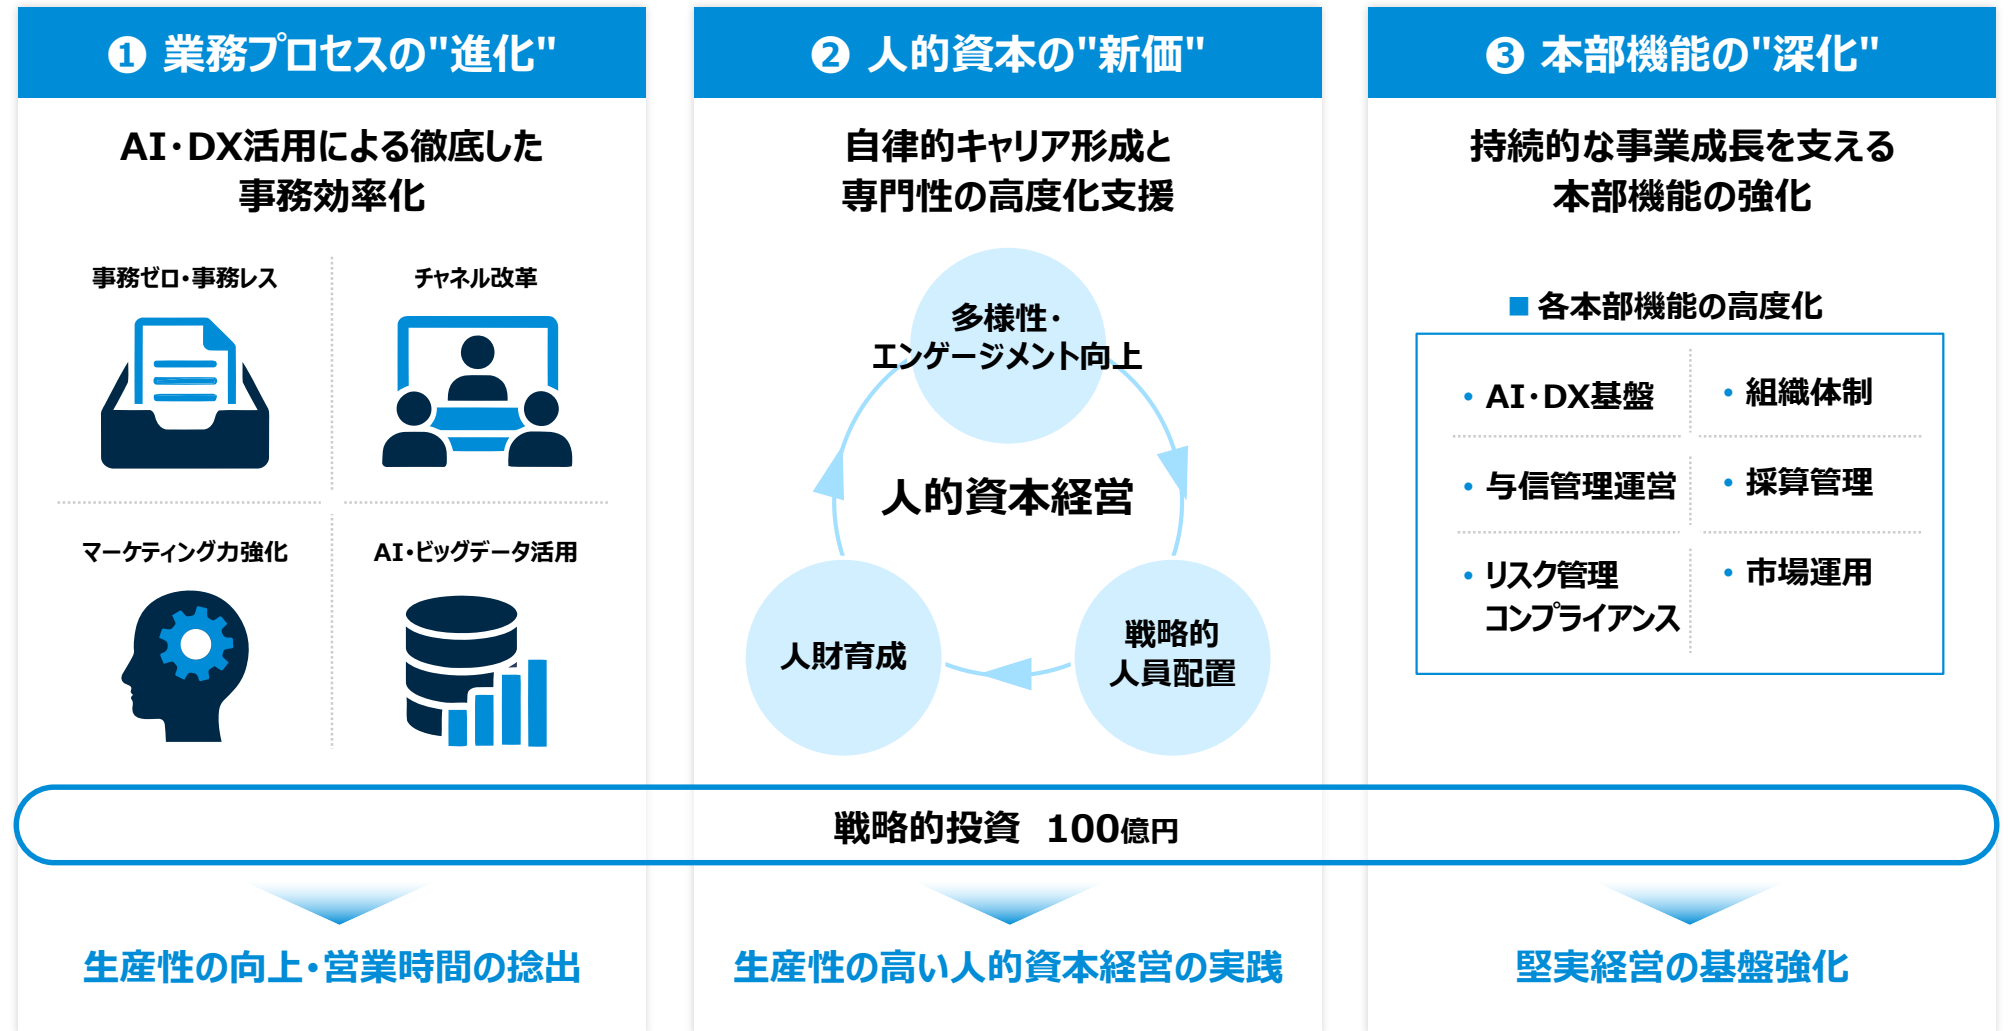 ❶ 業務プロセスの"進化"
AI・DX活用による徹底した
事務効率化
事務ゼロ・事務レス
チャネル改革
マーケティング力強化
AI・ビッグデータ活用
❷ 人的資本の"新価"
自律的キャリア形成と
専門性の高度化支援
多様性・
エンゲージメント向上
人的資本経営
人財育成
戦略的
人員配置
❸ 本部機能の"深化"
持続的な事業成長を支える
本部機能の強化
■ 各本部機能の高度化
・AI・DX基盤
・組織体制
・与信管理運営
・採算管理
・リスク管理
コンプライアンス
・市場運用
戦略的投資 100億円
生産性の向上・営業時間の捻出
生産性の高い人的資本経営の実践
堅実経営の基盤強化